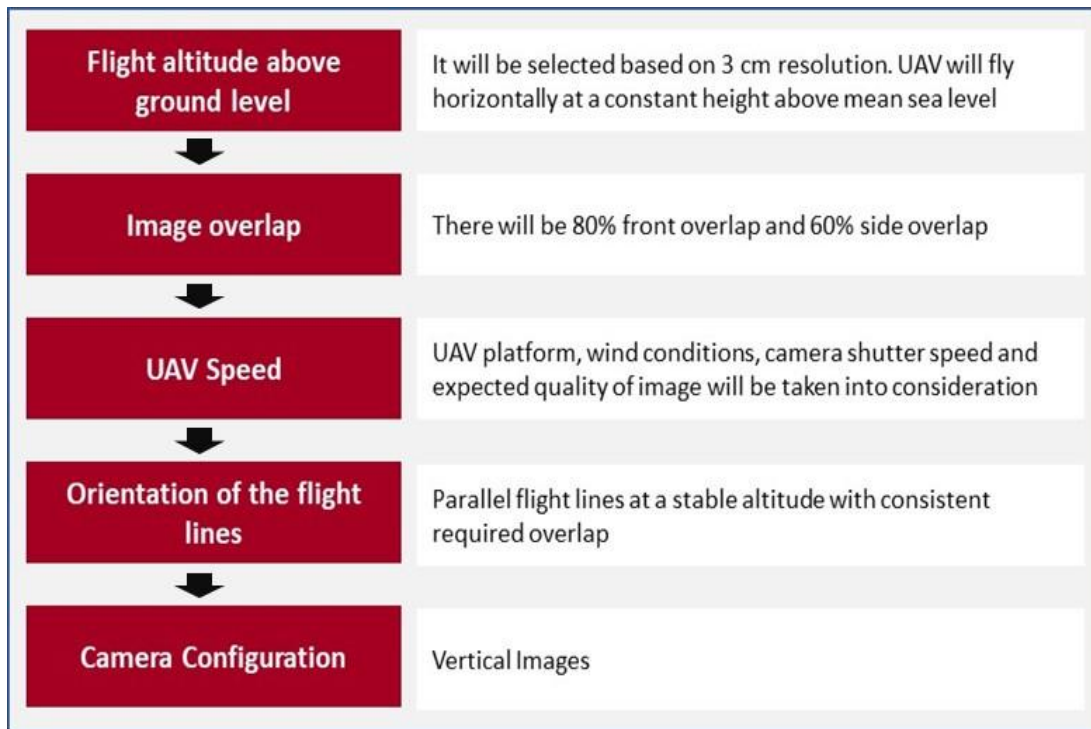 Flight altitude above
ground level
It will be selected based on 3 cm resolution. UAV will fly
horizontally at a constant height above mean sea level
Image overlap
There will be 80% front overlap and 60% side overlap
UAV Speed
UAV platform, wind conditions, camera shutter speed and
expected quality of image will be taken into consideration
Orientation of the flight
lines
Parallel flight lines at a stable altitude with consistent
required overlap
Camera Configuration
Vertical Images